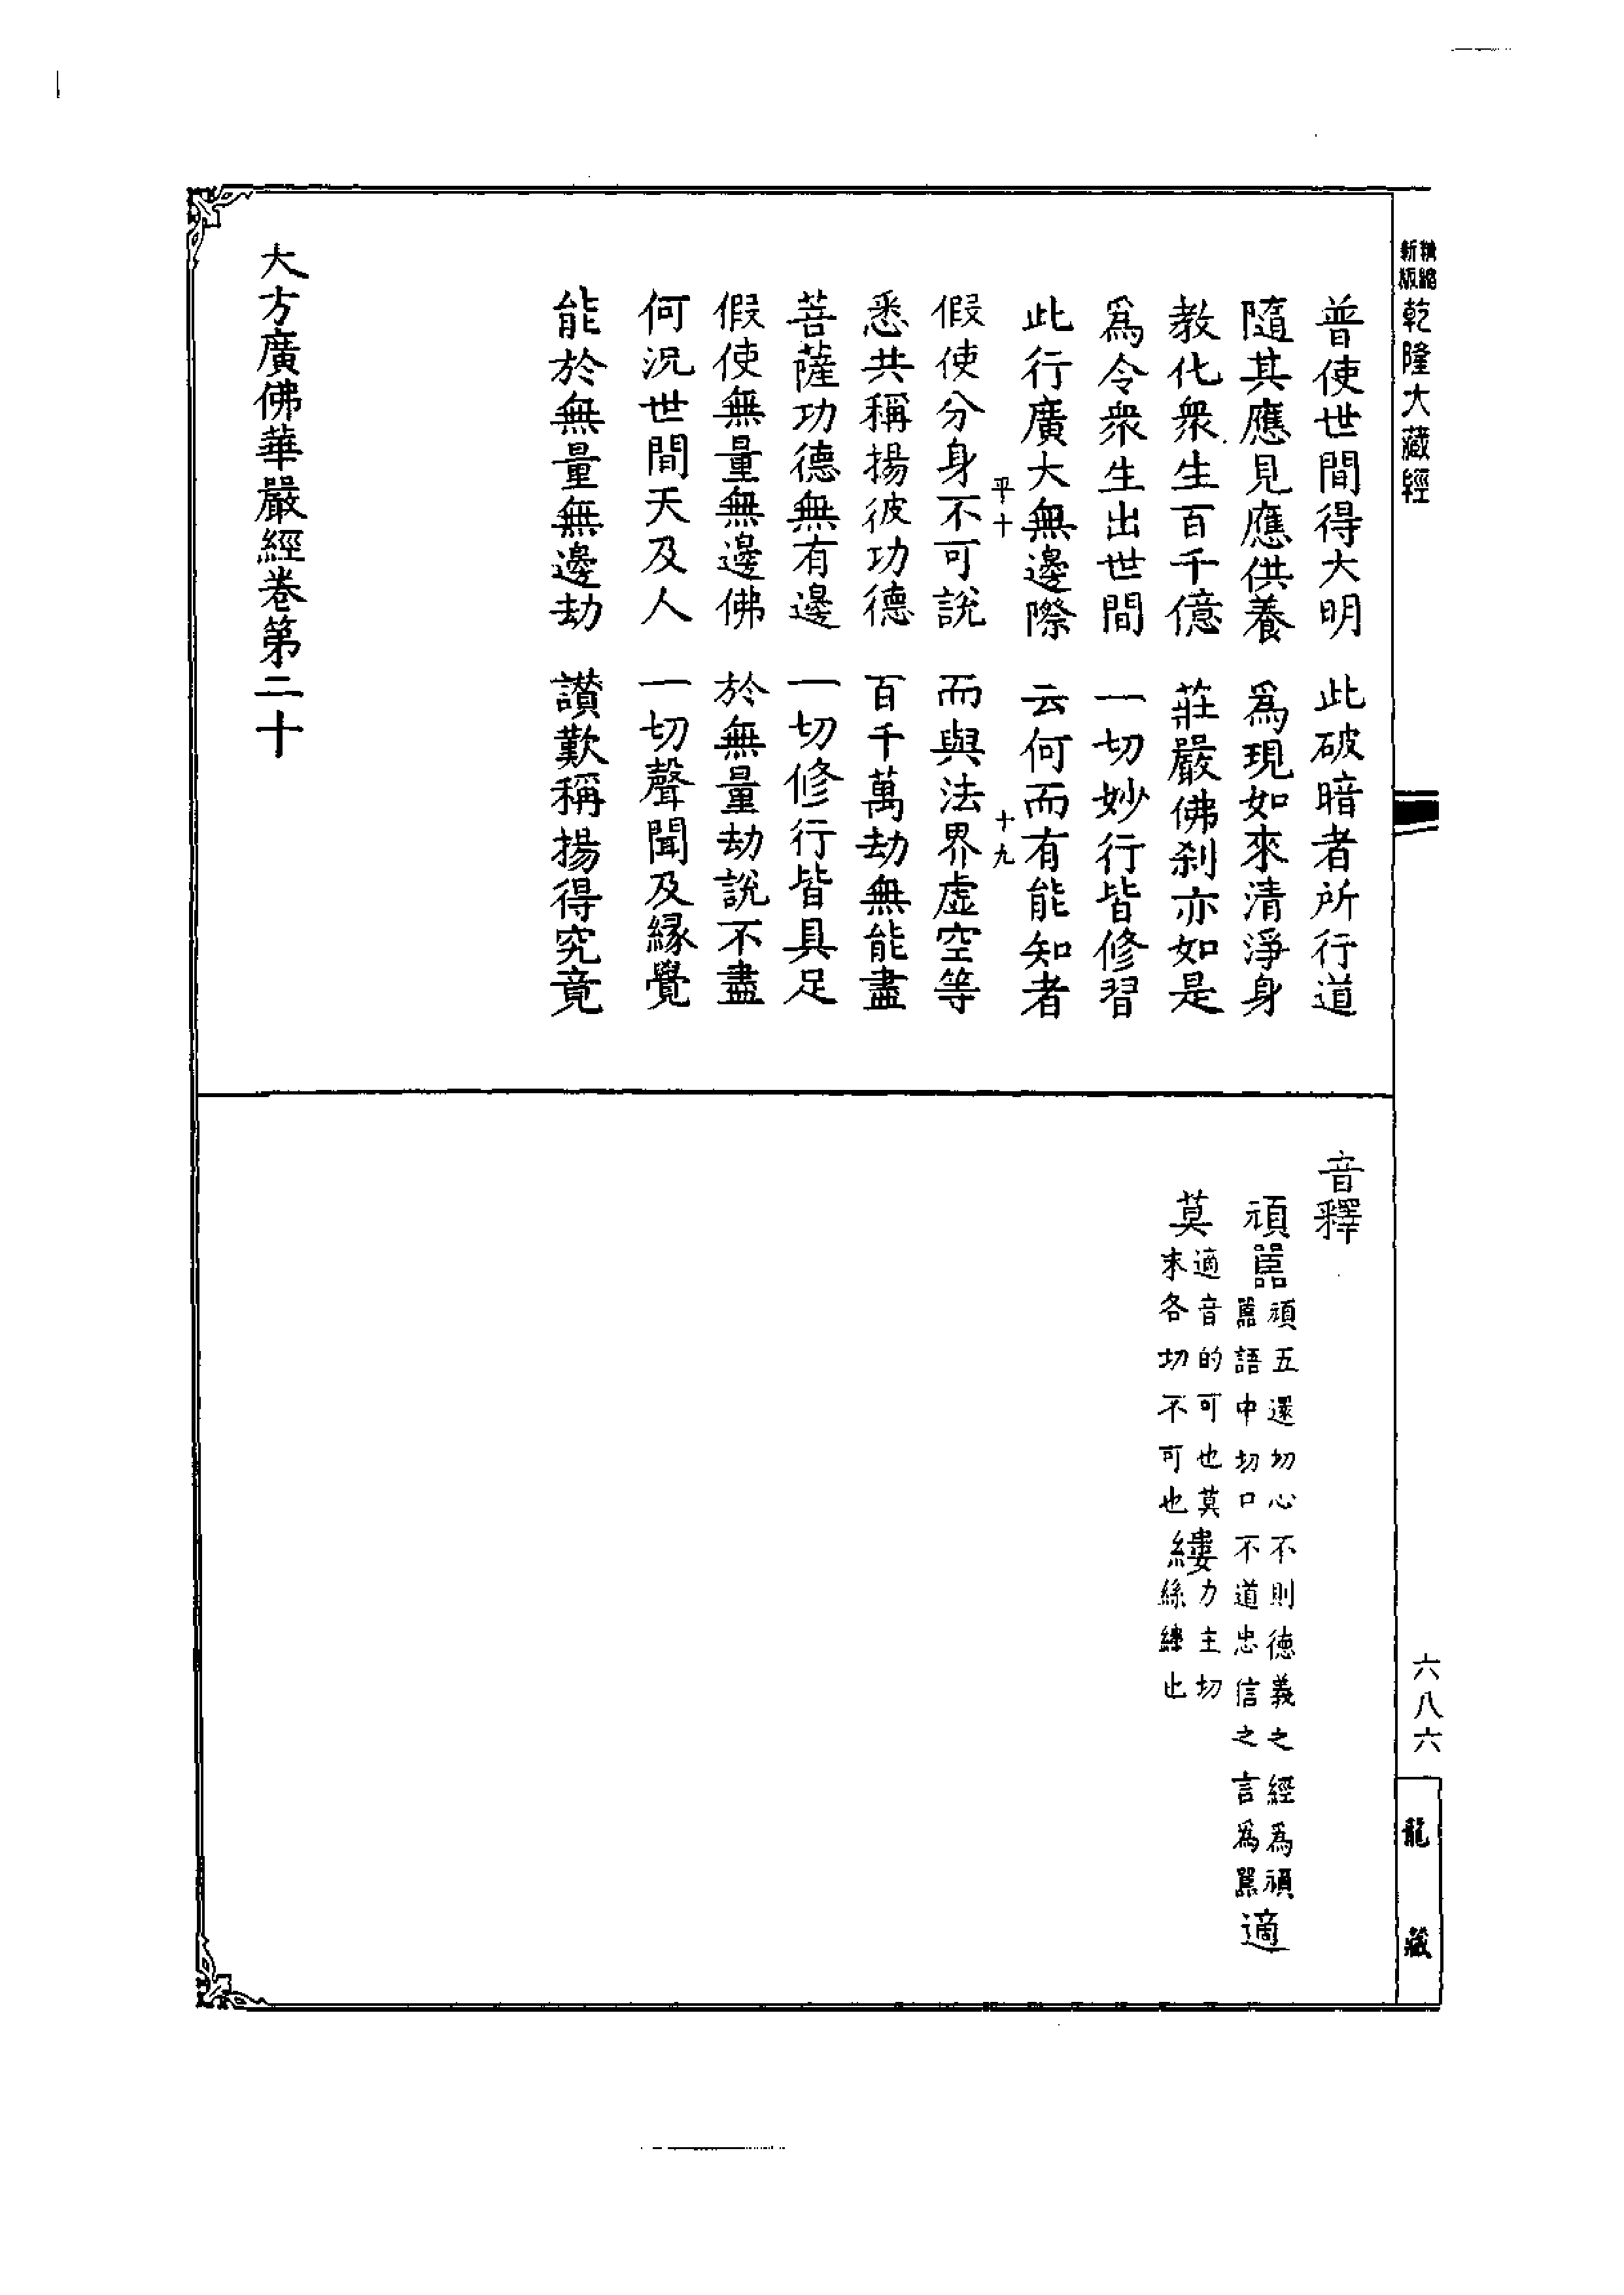 新版
乾隆大藏經
普使世間得大明　此破暗者所行道
隨其應見應供養　爲現如來清淨身
教化衆生百千億　莊嚴佛刹亦如是
爲令衆生出世間　一切妙行皆修習
此行廣大無邊際　云何而有能知者
平十　十九
假使分身不可說　而與法界虛空等
悉共稱揚彼功德　百千萬劫無能盡
菩薩功德無有邊　一切修行皆具足
假使無量無邊佛　於無量劫說不盡
何況世間天及人　一切聲聞及緣覺
能於無量無邊劫　讃歎稱揚得究竟
大方廣佛華嚴經卷第二十
音釋
頑嚚頑五還切心不則德義之經爲頑嚚語中切口不道忠信之言爲嚚適
莫適音的可也莫末各切不可也縷力主切絲縷也
六八六
龍藏